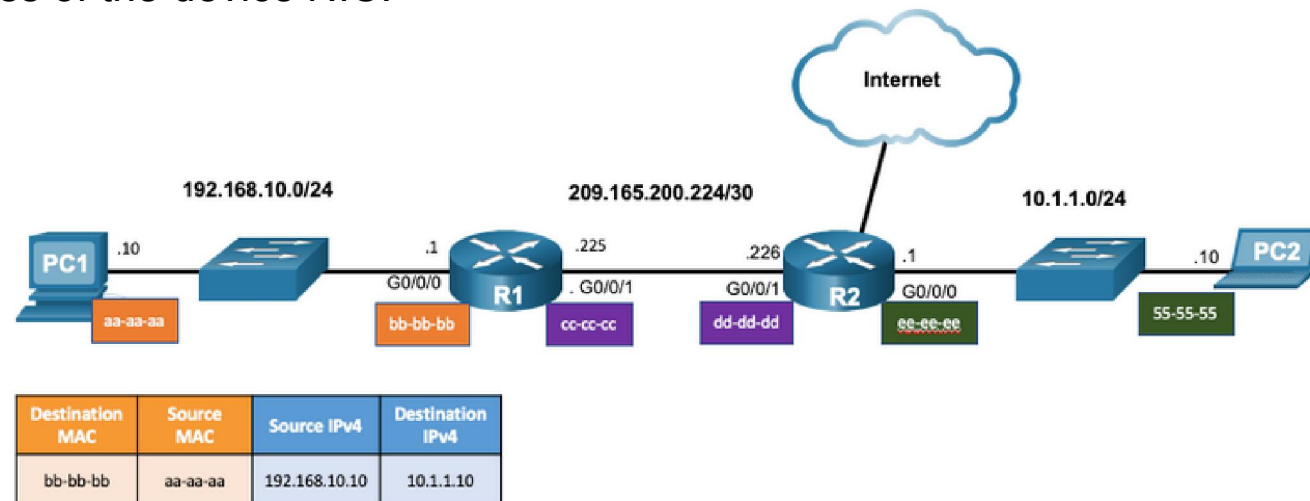 Internet
192.168.10.0/24
209.165.200.224/30
10.1.1.0/24
PC1
.10
.1
.225
.226
.1
.10
PC2
G0/0/0
R1
. G0/0/1
G0/0/1
R2
G0/0/0
aa-aa-aa
bb-bb-bb
cc-cc-cc
dd-dd-dd
ee-ee-ee
55-55-55
Destination MAC
Source MAC
Source IPv4
Destination IPv4
bb-bb-bb
aa-aa-aa
192.168.10.10
10.1.1.10